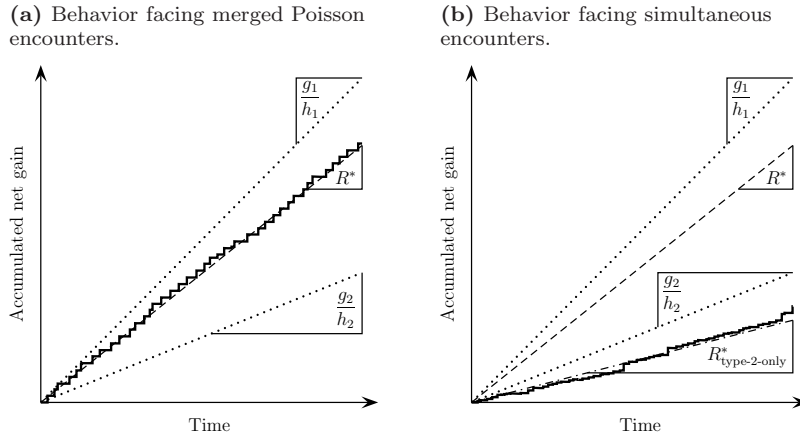 (a) Behavior facing merged Poisson
encounters.
Accumulated net gain
g1
h1
R*
g2
h2
Time
(b) Behavior facing simultaneous
encounters.
Accumulated net gain
g1
h1
R*
g2
h2
R*type-2-only
Time